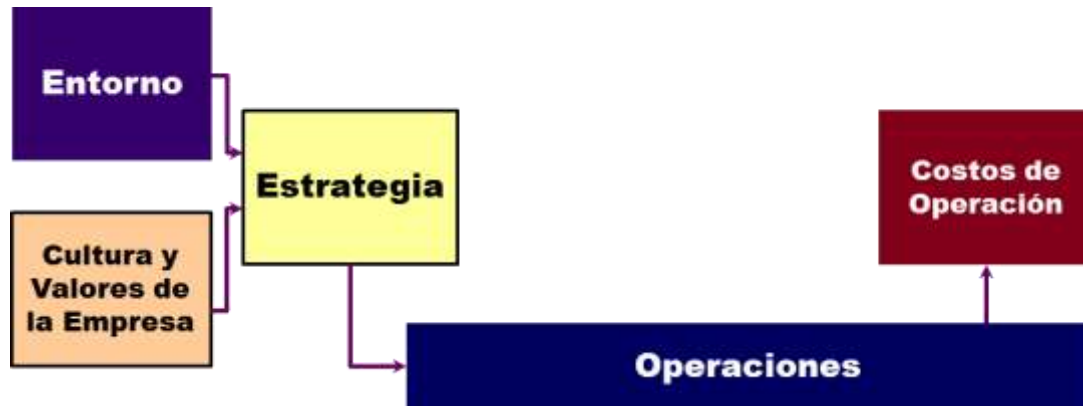 Entorno
Estrategia
Cultura y
Valores de
la Empresa
Costos de
Operación
Operaciones